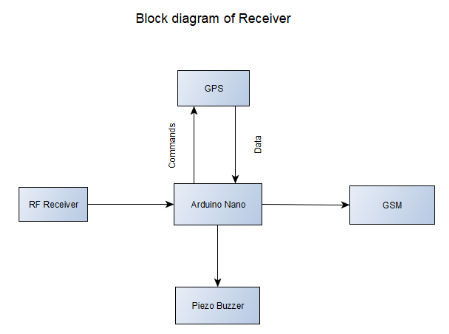 Block diagram of Receiver
GPS
Commands
Data
RF Receiver
Arduino Nano
GSM
Piezo Buzzer